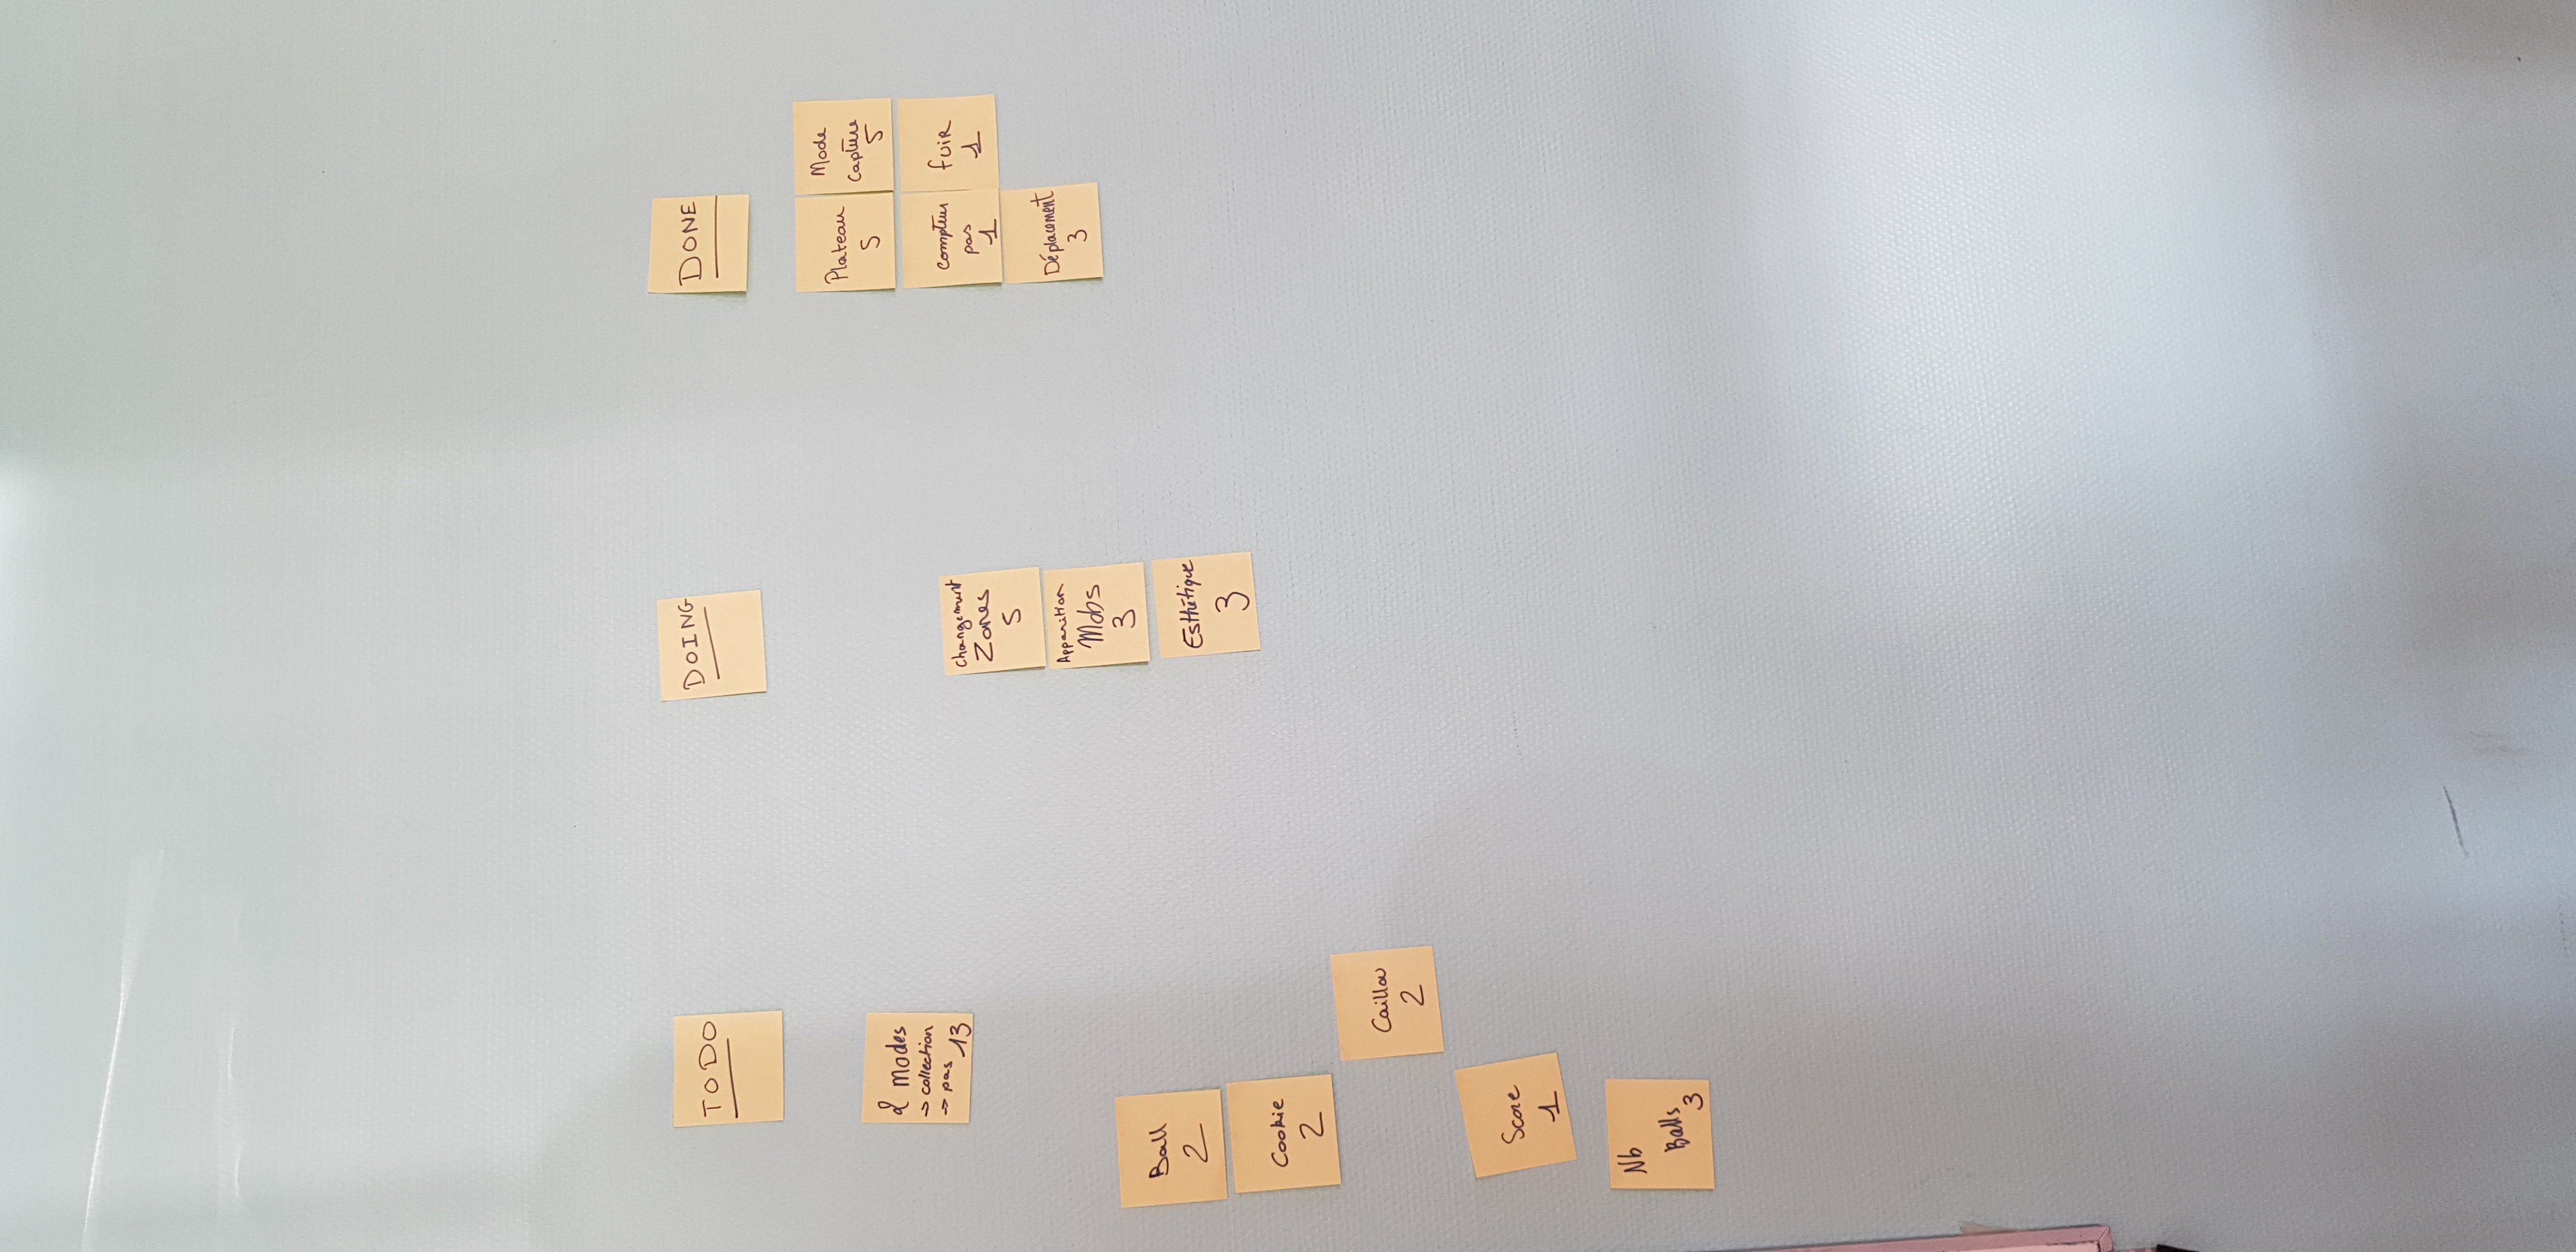 TO DO
2 modes
→ collection
→ pas 13
Ball
2
Cookie
2
Caillou
2
Score
1
Nb
Balls
3
DOING
Changement
Zones
5
Apparition
Mobs
3
Esthétique
3
DONE
Plateau
5
Mode
Capture
5
compteur
pas
1
fuir
1
Déplacement
3